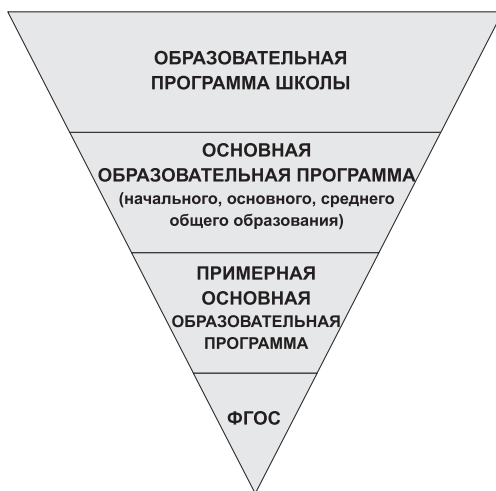 ОБРАЗОВАТЕЛЬНАЯ
ПРОГРАММА ШКОЛЫ
ОСНОВНАЯ
ОБРАЗОВАТЕЛЬНАЯ ПРОГРАММА
(начального, основного, среднего
общего образования)
ПРИМЕРНАЯ
ОСНОВНАЯ
ОБРАЗОВАТЕЛЬНАЯ
ПРОГРАММА
ФГОС